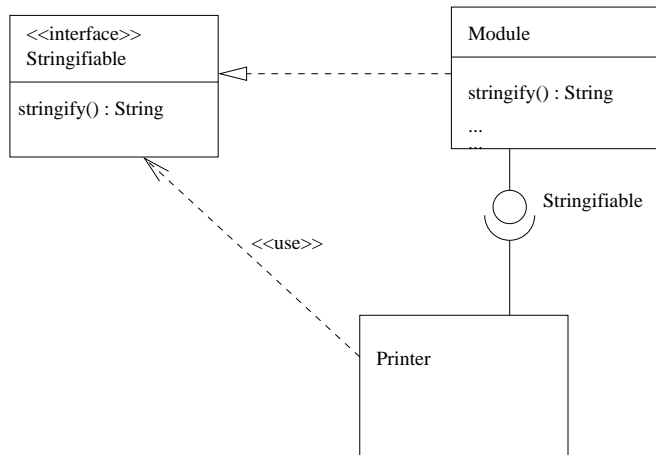 <<interface>>
Stringifiable
stringify() : String
Module
stringify() : String
...
...
Stringifiable
<<use>>
Printer